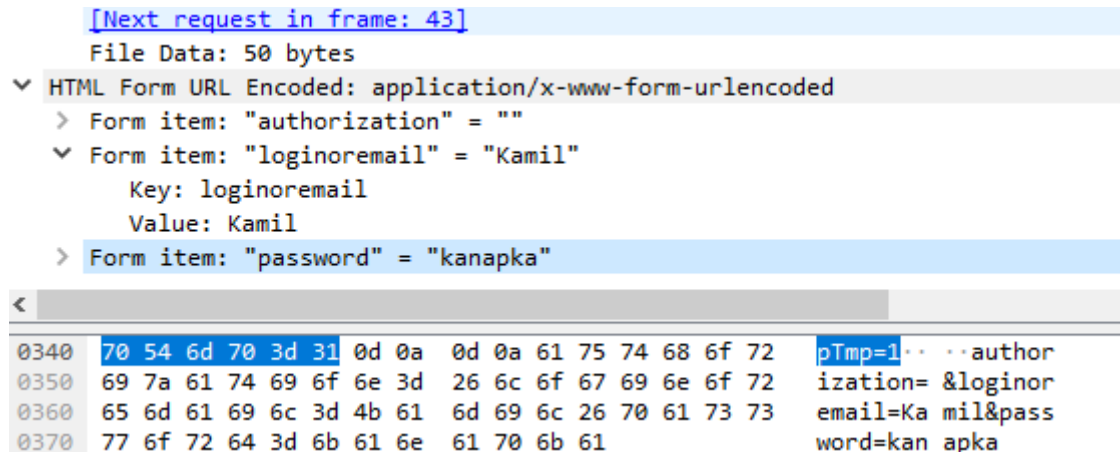 [Next request in frame: 43]
File Data: 50 bytes
HTML Form URL Encoded: application/x-www-form-urlencoded
Form item: "authorization" = ""
Form item: "loginoremail" = "Kamil"
Key: loginoremail
Value: Kamil
Form item: "password" = "kanapka"
0340 70 54 6d 70 3d 31 0d 0a 0d 0a 61 75 74 68 6f 72 pTmp=1·· ··author
0350 69 7a 61 74 69 6f 6e 3d 26 6c 6f 67 69 6e 6f 72 ization= &loginor
0360 65 6d 61 69 6c 3d 4b 61 6d 69 6c 26 70 61 73 73 email=Ka mil&pass
0370 77 6f 72 64 3d 6b 61 6e 61 70 6b 61 word=kan apka